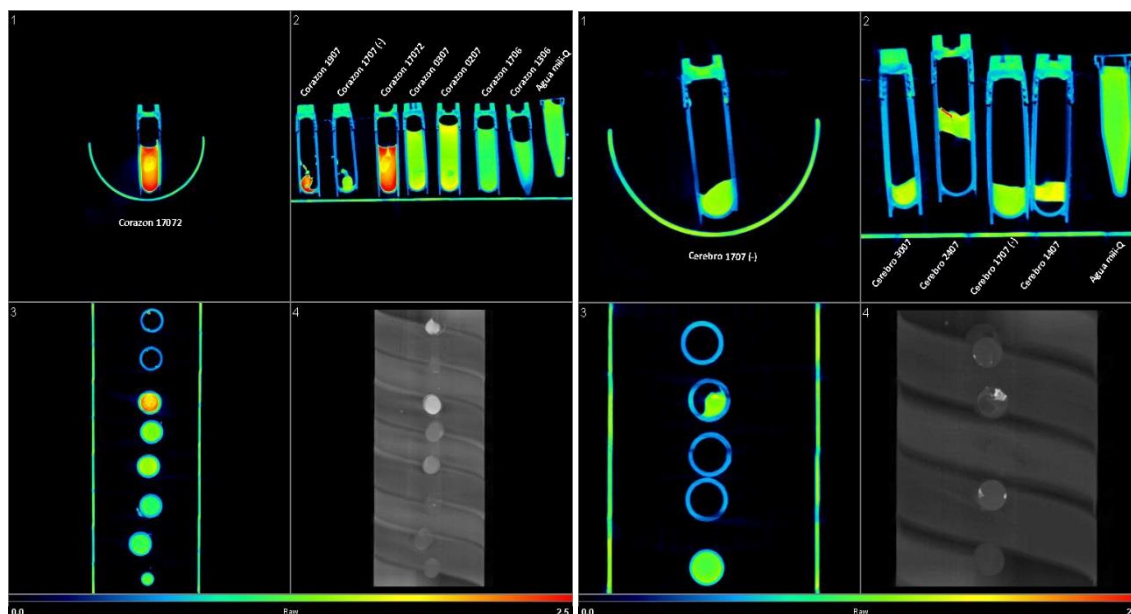 1
2
Corazon 1907
Corazon 1707 (-)
Corazon 17072
Corazon 0307
Corazon 0207
Corazon 1706
Corazon 1306
Agua mili-Q
Corazon 17072
3
4
0.0
Raw
2.5
1
2
Cerebro 1707 (-)
Cerebro 3007
Cerebro 2407
Cerebro 1707 (-)
Cerebro 1407
Agua mili-Q
3
4
0.0
Raw